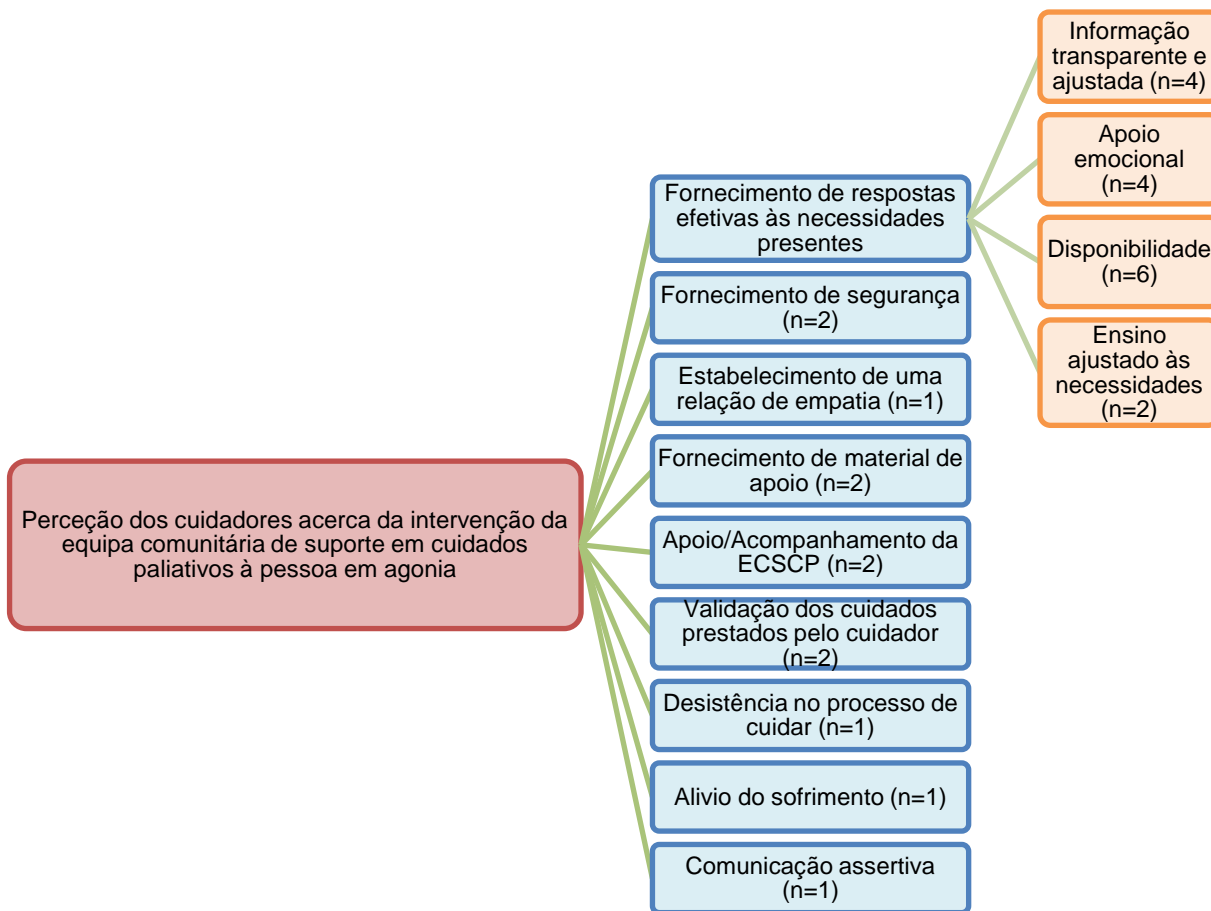 Perceção dos cuidadores acerca da intervenção da
equipa comunitária de suporte em cuidados
paliativos à pessoa em agonia
Fornecimento de respostas
efetivas às necessidades
presentes
Informação
transparente e
ajustada (n=4)
Apoio
emocional
(n=4)
Disponibilidade
(n=6)
Ensino
ajustado às
necessidades
(n=2)
Fornecimento de segurança
(n=2)
Estabelecimento de uma
relação de empatia (n=1)
Fornecimento de material de
apoio (n=2)
Apoio/Acompanhamento da
ECSCP (n=2)
Validação dos cuidados
prestados pelo cuidador
(n=2)
Desistência no processo de
cuidar (n=1)
Alivio do sofrimento (n=1)
Comunicação assertiva
(n=1)